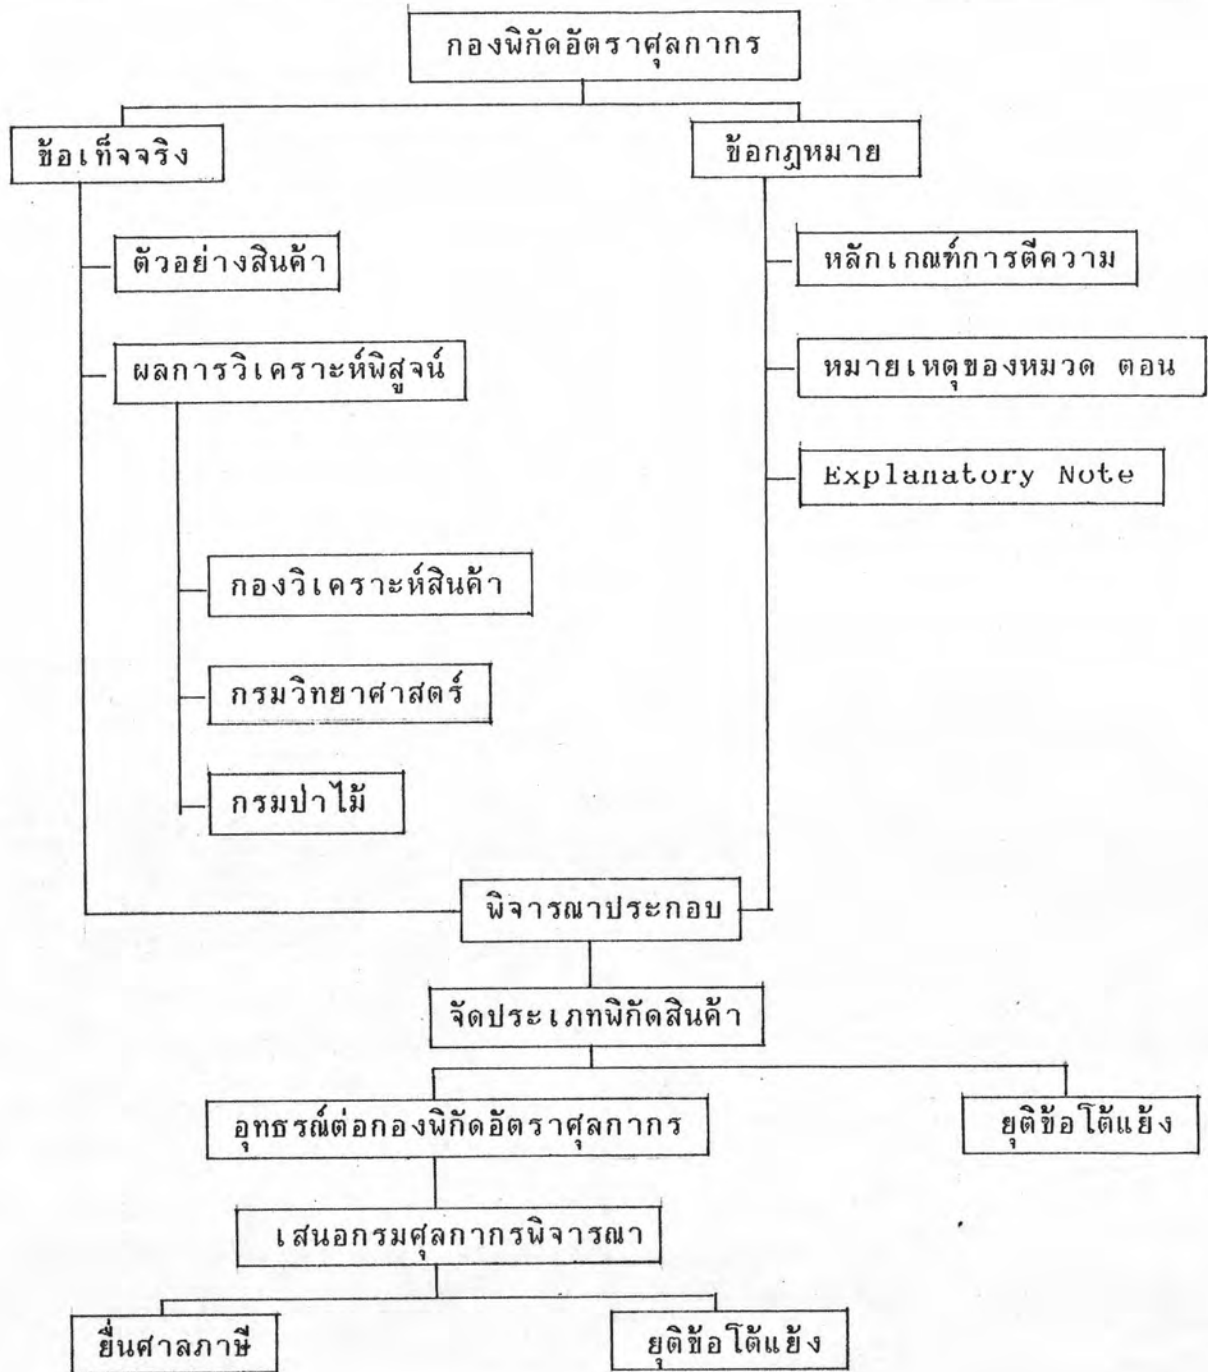 กองพิกัดอัตราศุลกากร
ข้อเท็จจริง
ข้อกฎหมาย
ตัวอย่างสินค้า
หลักเกณฑ์การตีความ
ผลการวิเคราะห์พิสูจน์
หมายเหตุของหมวด ตอน
Explanatory Note
กองวิเคราะห์สินค้า
กรมวิทยาศาสตร์
กรมป่าไม้
พิจารณาประกอบ
จัดประเภทพิกัดสินค้า
อุทธรณ์ต่อกองพิกัดอัตราศุลกากร
ยุติข้อโต้แย้ง
เสนอกรมศุลกากรพิจารณา
ยื่นศาลภาษี
ยุติข้อโต้แย้ง